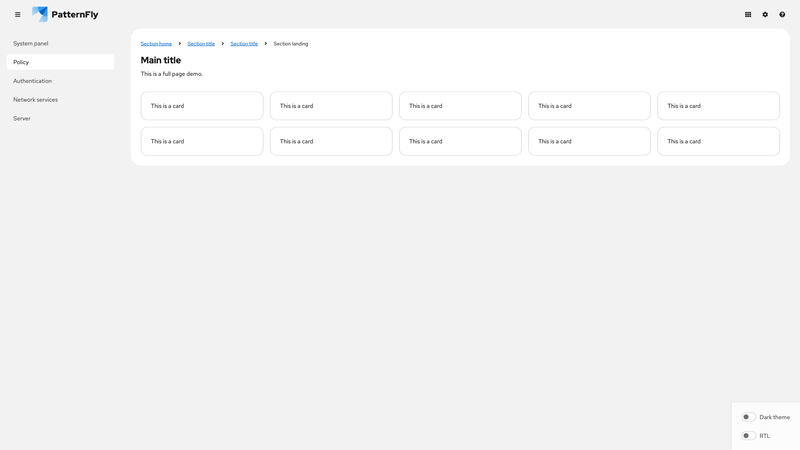 PatternFly
System panel
Policy
Authentication
Network services
Server
Section home Section title Section title Section landing
Main title
This is a full page demo.
This is a card This is a card This is a card This is a card This is a card
This is a card This is a card This is a card This is a card This is a card
Dark theme
RTL